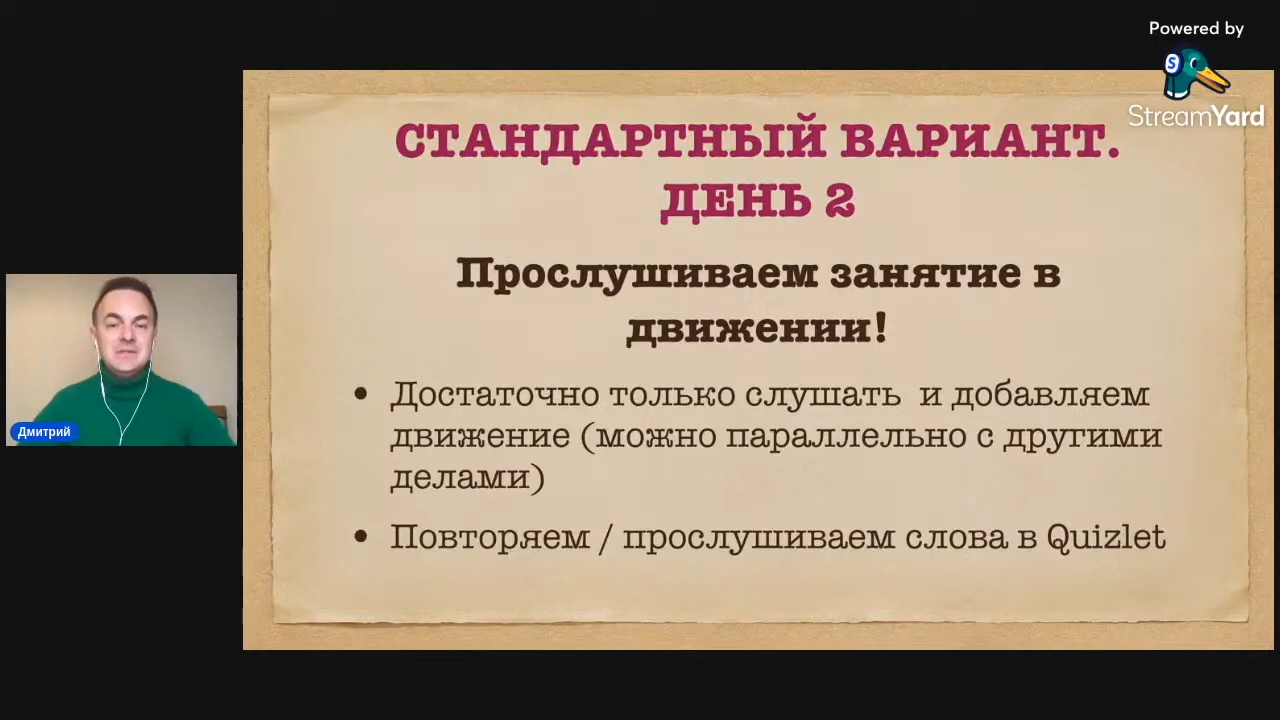 Powered by
StreamYard
СТАНДАРТНЫЙ ВАРИАНТ.
ДЕНЬ 2
Прослушиваем занятие в
движении!
• Достаточно только слушать и добавляем
движение (можно параллельно с другими
делами)
• Повторяем / прослушиваем слова в Quizlet
Дмитрий